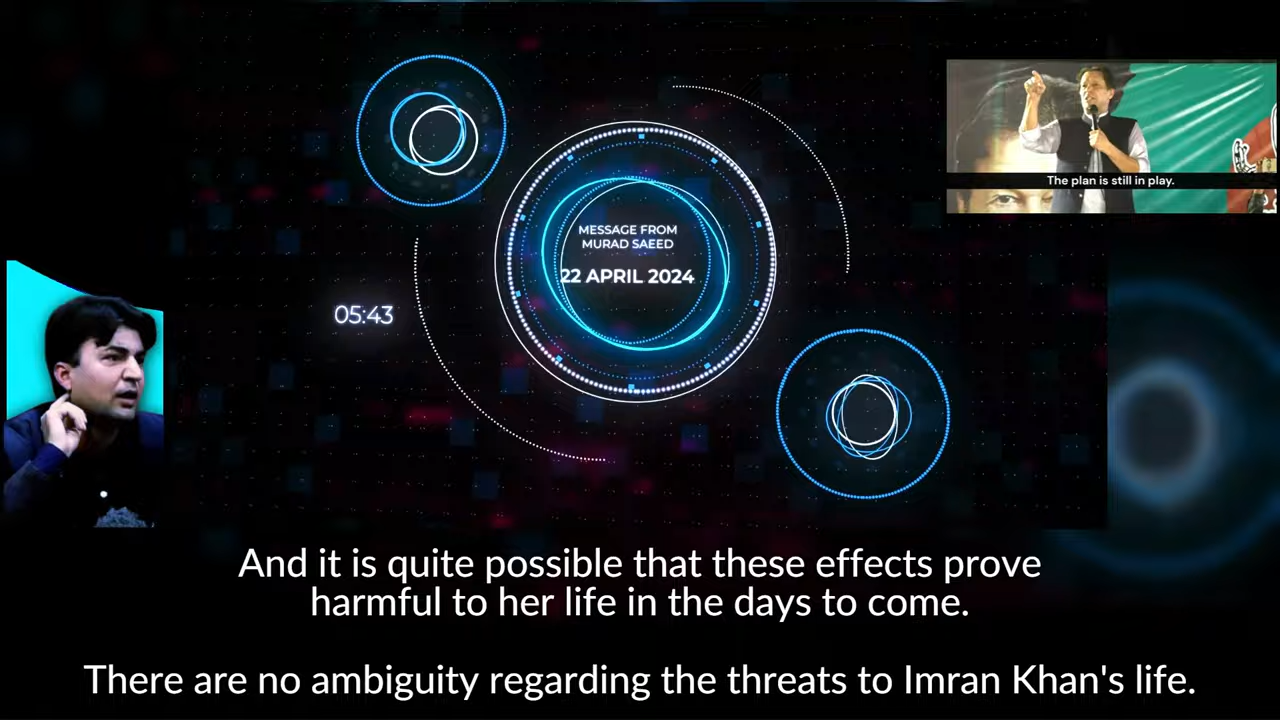 The plan is still in play.
MESSAGE FROM
MURAD SAEED
22 APRIL 2024
05:43
And it is quite possible that these effects prove
harmful to her life in the days to come.
There are no ambiguity regarding the threats to Imran Khan's life.